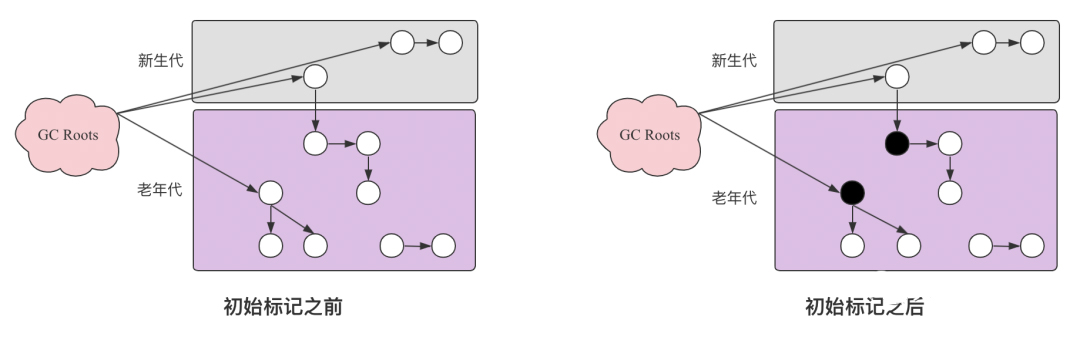 新生代
GC Roots
老年代
初始标记之前
新生代
GC Roots
老年代
初始标记之后